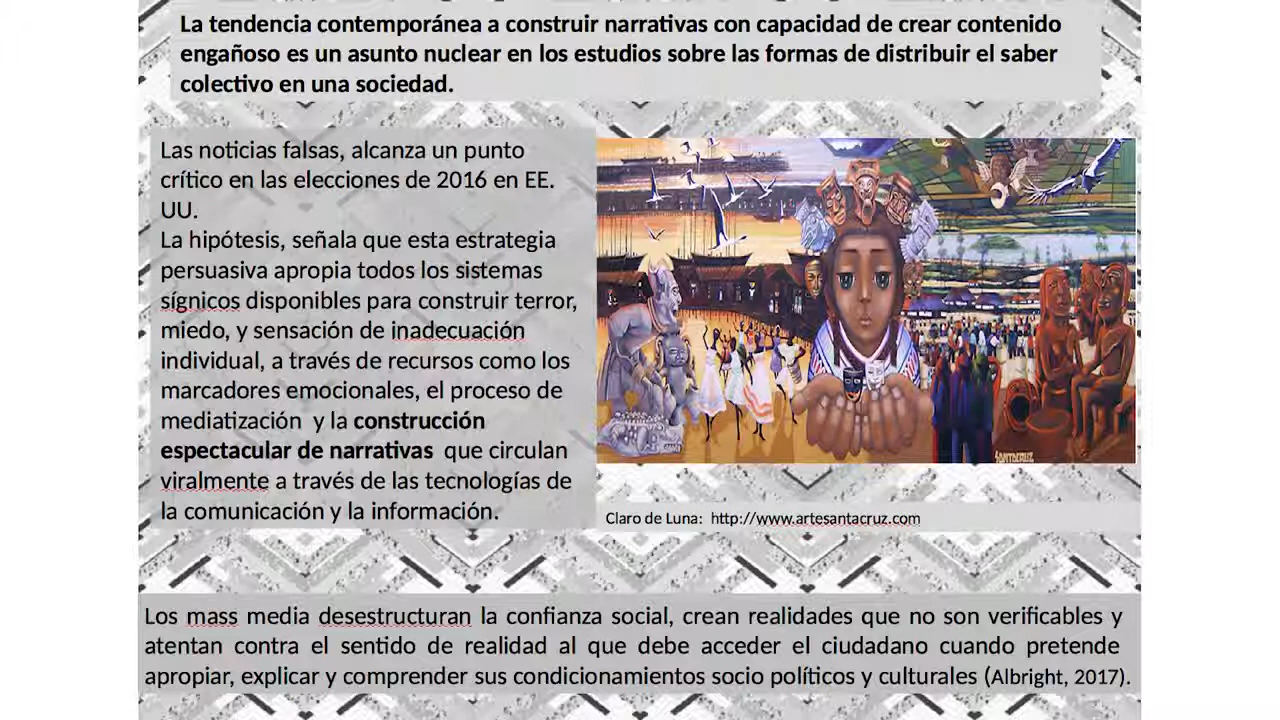 La tendencia contemporánea a construir narrativas con capacidad de crear contenido
engañoso es un asunto nuclear en los estudios sobre las formas de distribuir el saber
colectivo en una sociedad.
Las noticias falsas, alcanza un punto
crítico en las elecciones de 2016 en EE.
UU.
La hipótesis, señala que esta estrategia
persuasiva apropia todos los sistemas
sígnicos disponibles para construir terror,
miedo, y sensación de inadecuación
individual, a través de recursos como los
marcadores emocionales, el proceso de
mediatización y la construcción
espectacular de narrativas que circulan
viralmente a través de las tecnologías de
la comunicación y la información.
SANTACRUZ
Claro de Luna: http://www.artesantacruz.com
Los mass media desestructuran la confianza social, crean realidades que no son verificables y
atentan contra el sentido de realidad al que debe acceder el ciudadano cuando pretende
apropiar, explicar y comprender sus condicionamientos socio políticos y culturales (Albright, 2017).